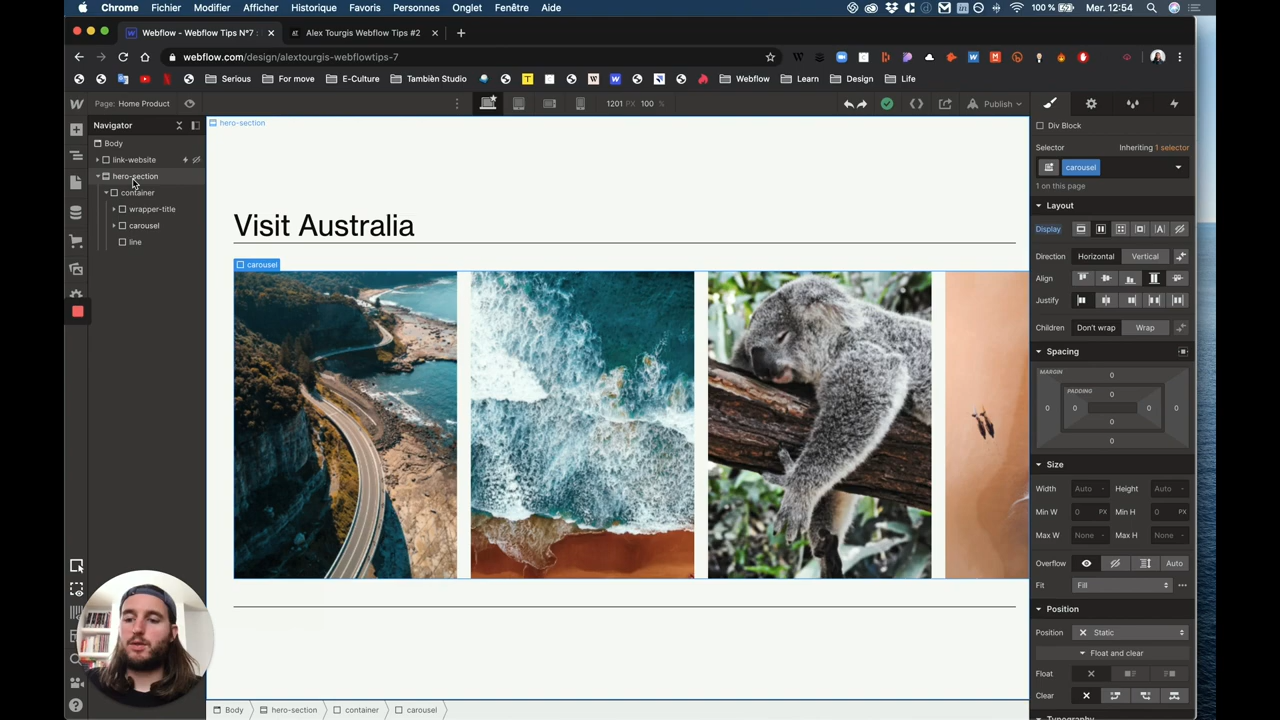 Chrome Fichier Modifier Afficher Historique Favoris Personnes Onglet Fenêtre Aide 100 % Mer. 12:54
Webflow - Webflow Tips N°7 : Alex Tourgis Webflow Tips #2
webflow.com/design/alextourgis-webflowtips-7
Serious For move E-Culture Tambièn Studio Webflow Learn Design Life
Page: Home Product 1201 PX 100 % Publish
Navigator
hero-section
Div Block
Body
Selector Inheriting 1 selector
link-website
carousel
hero-section
1 on this page
container
Layout
wrapper-title
Visit Australia
carousel
Display
line
Direction Horizontal Vertical
carousel
Align
Justify
Children Don't wrap Wrap
Spacing
MARGIN
0
PADDING
0
0 0 0 0
0
0
Size
Width Auto - Height Auto -
Min W 0 PX Min H 0 PX
Max W None - Max H None -
Overflow Auto
Fit Fill
Position
Position Static
Float and clear
Float
Clear
Body hero-section container carousel
Typography